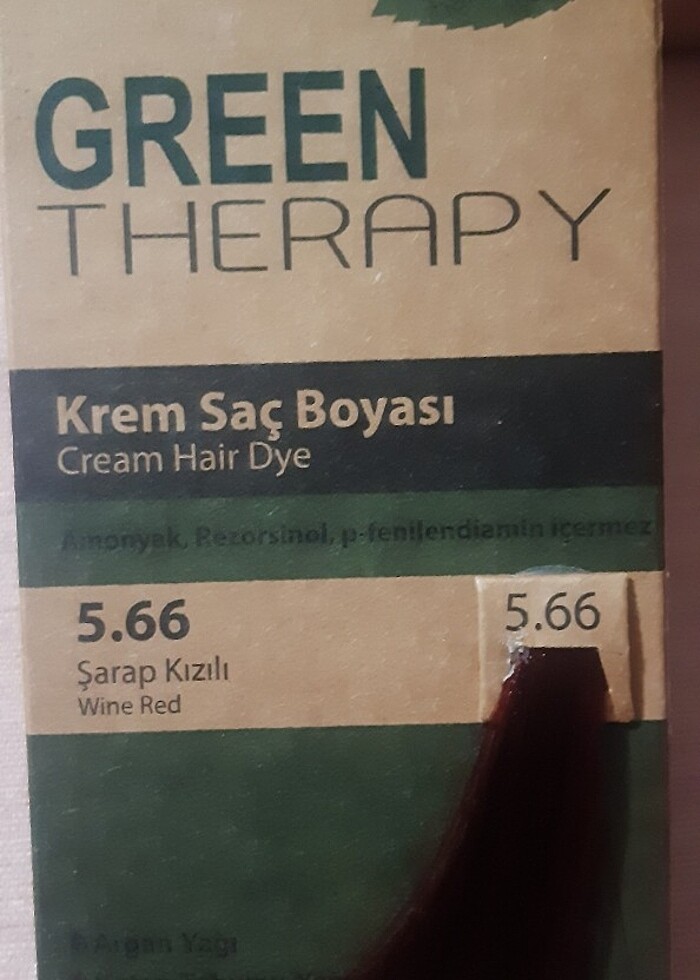 GREEN
THERAPY
Krem Saç Boyası
Cream Hair Dye
Amonyak, Rezorsinol, p-fenilendiamin içermez
5.66
5.66
Şarap Kızılı
Wine Red
Argan Yağı